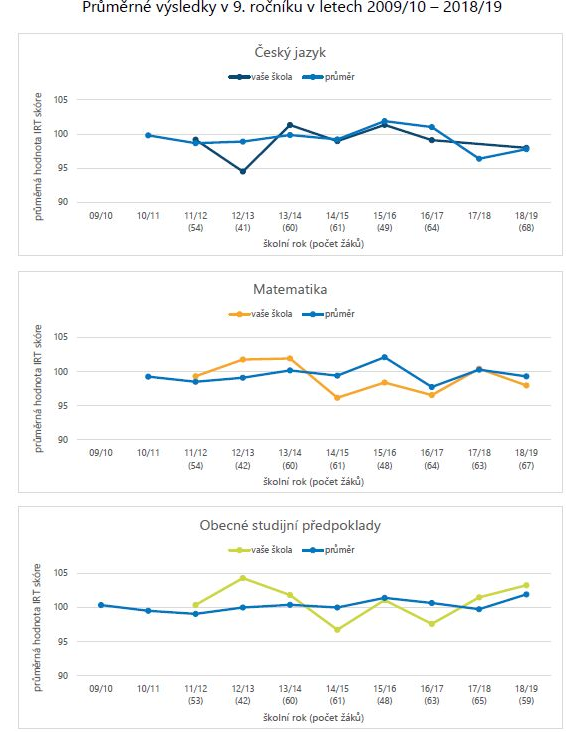 Průměrné výsledky v 9. ročníku v letech 2009/10 – 2018/19
Český jazyk
vaše škola průměr
průměrná hodnota IRT skóre
105
100
95
90
09/10 10/11 11/12 12/13 13/14 14/15 15/16 16/17 17/18 18/19
(54) (41) (60) (61) (49) (64) (68)
školní rok (počet žáků)
Matematika
vaše škola průměr
průměrná hodnota IRT skóre
105
100
95
90
09/10 10/11 11/12 12/13 13/14 14/15 15/16 16/17 17/18 18/19
(54) (42) (60) (61) (48) (64) (63) (67)
školní rok (počet žáků)
Obecné studijní předpoklady
vaše škola průměr
průměrná hodnota IRT skóre
105
100
95
90
09/10 10/11 11/12 12/13 13/14 14/15 15/16 16/17 17/18 18/19
(53) (42) (60) (61) (48) (63) (65) (59)
školní rok (počet žáků)